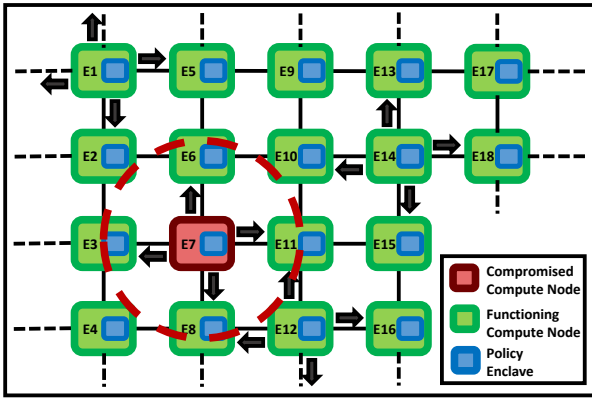 E1 E5 E9 E13 E17
E2 E6 E10 E14 E18
E3 E7 E11 E15
E4 E8 E12 E16
Compromised
Compute Node
Functioning
Compute Node
Policy
Enclave